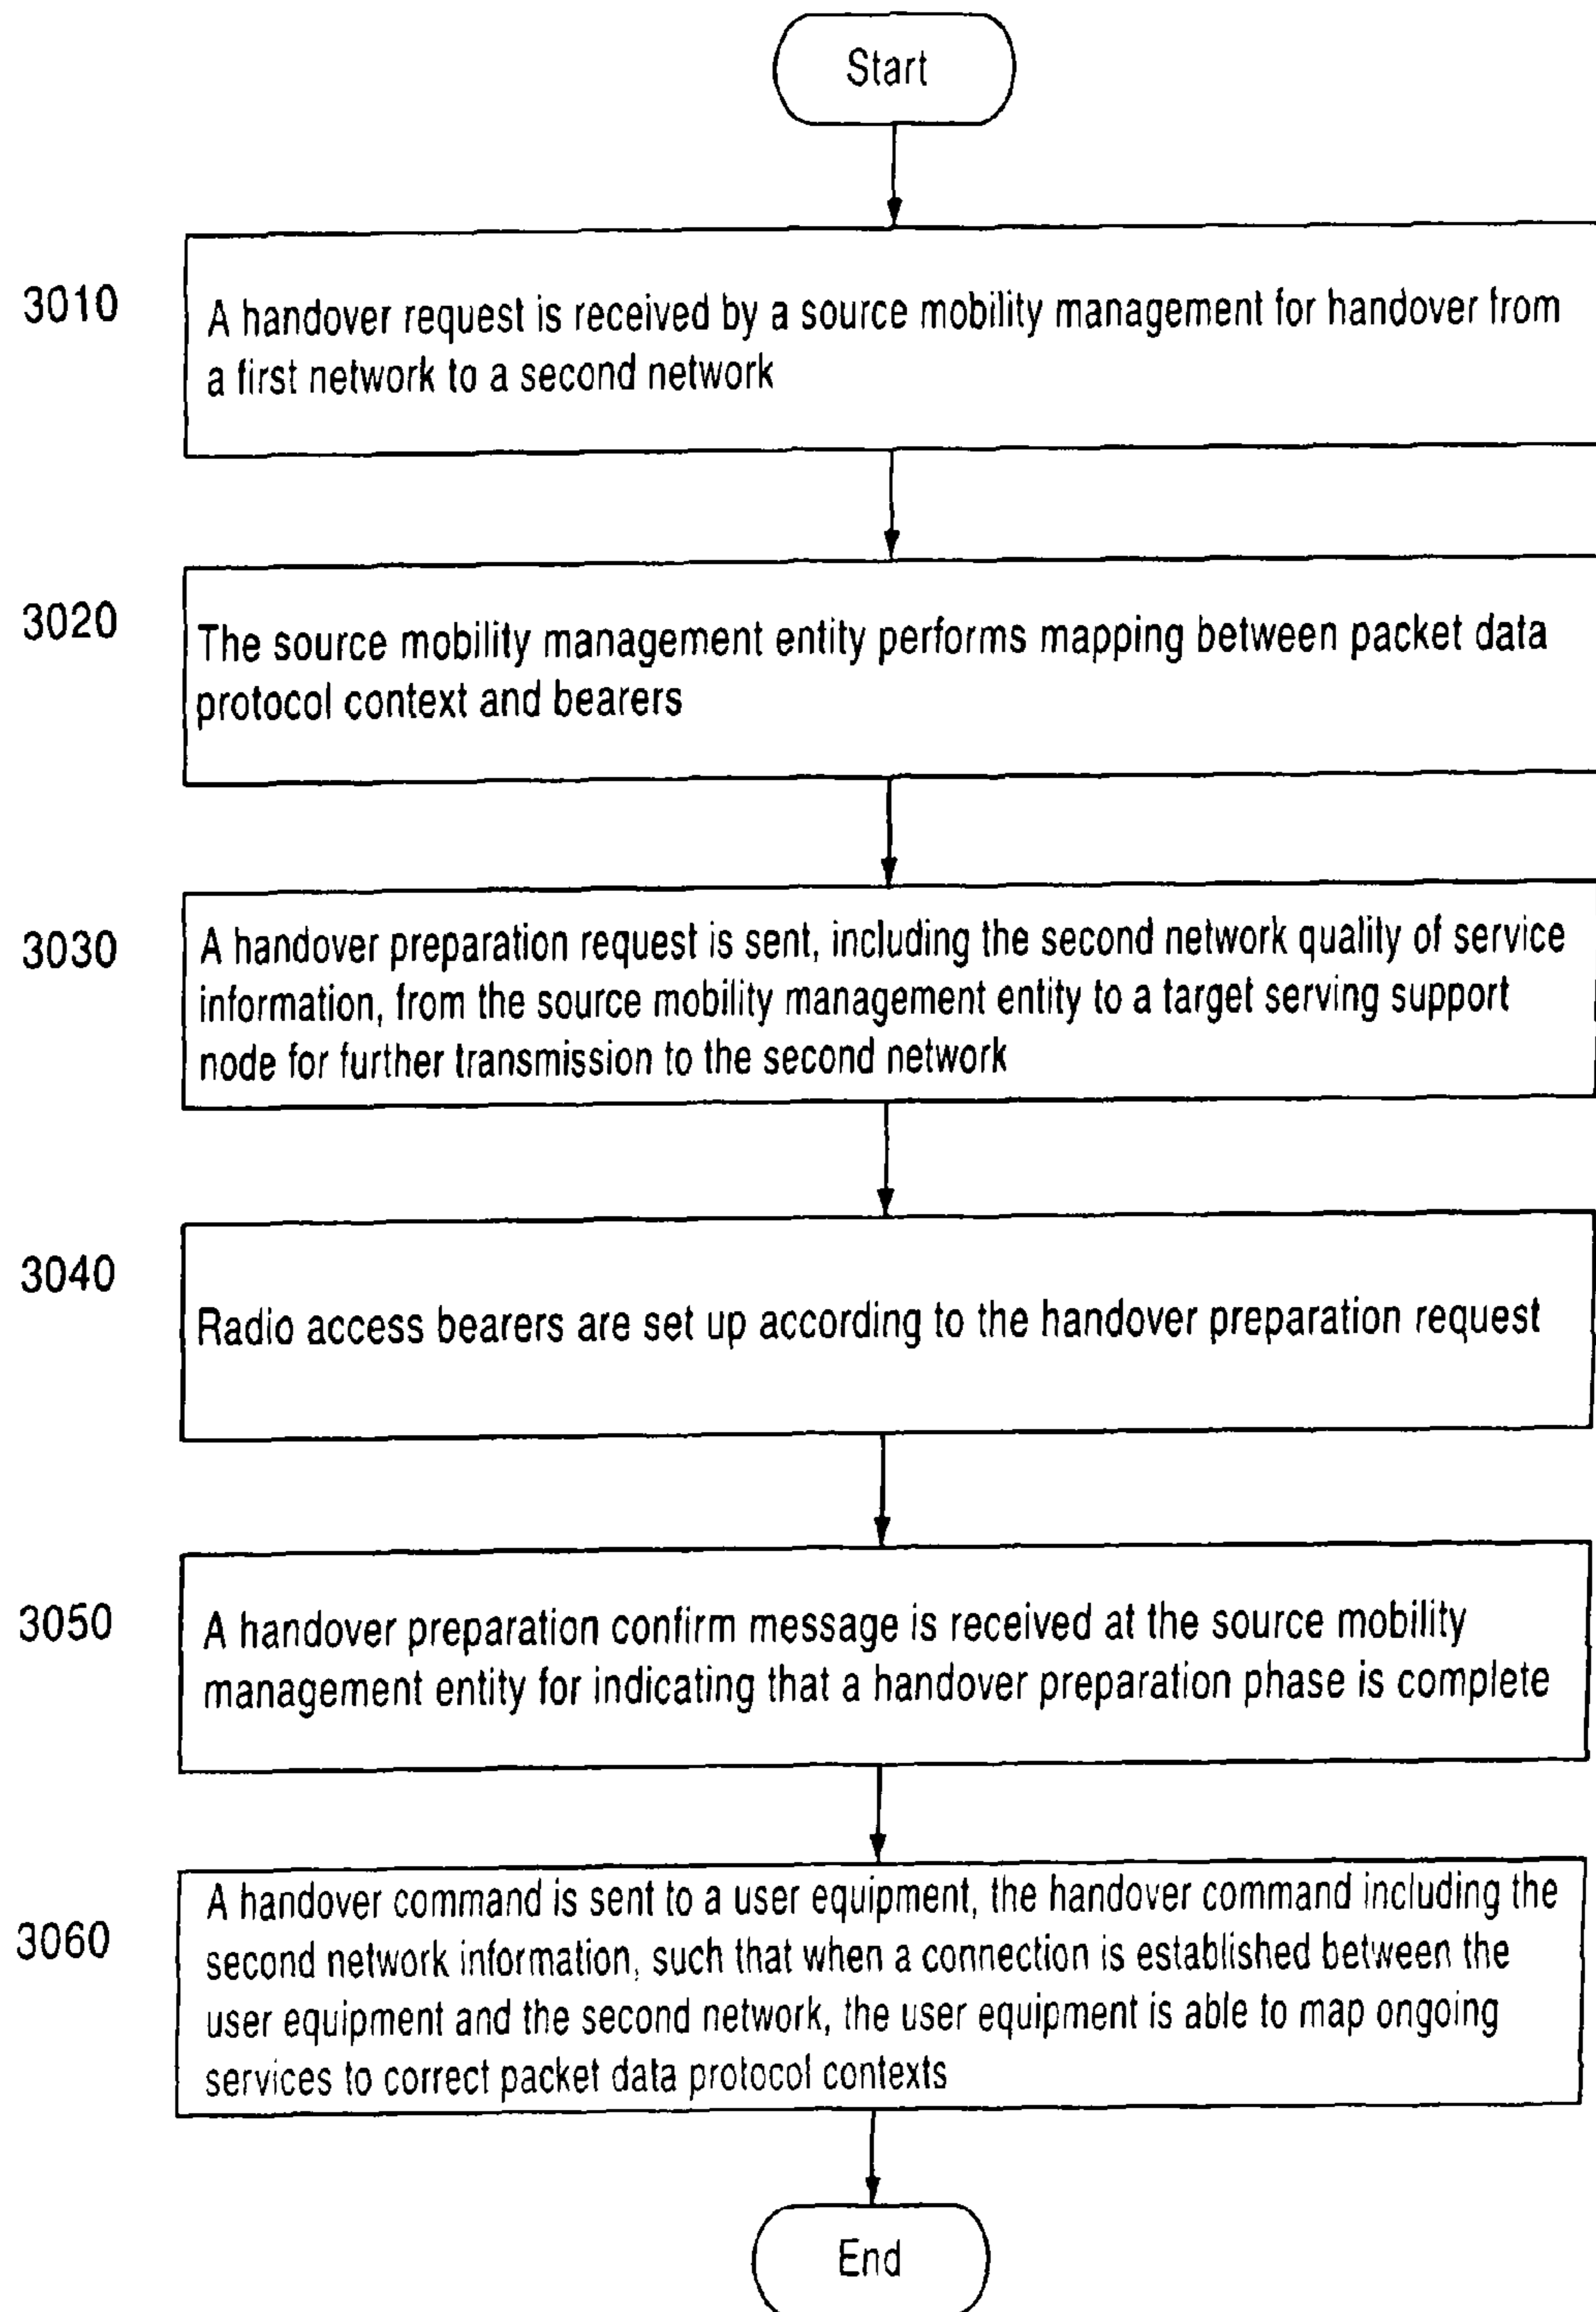 Start
3010
A handover request is received by a source mobility management for handover from
a first network to a second network
3020
The source mobility management entity performs mapping between packet data
protocol context and bearers
3030
A handover preparation request is sent, including the second network quality of service
information, from the source mobility management entity to a target serving support
node for further transmission to the second network
3040
Radio access bearers are set up according to the handover preparation request
3050
A handover preparation confirm message is received at the source mobility
management entity for indicating that a handover preparation phase is complete
3060
A handover command is sent to a user equipment, the handover command including the
second network information, such that when a connection is established between the
user equipment and the second network, the user equipment is able to map ongoing
services to correct packet data protocol contexts
End